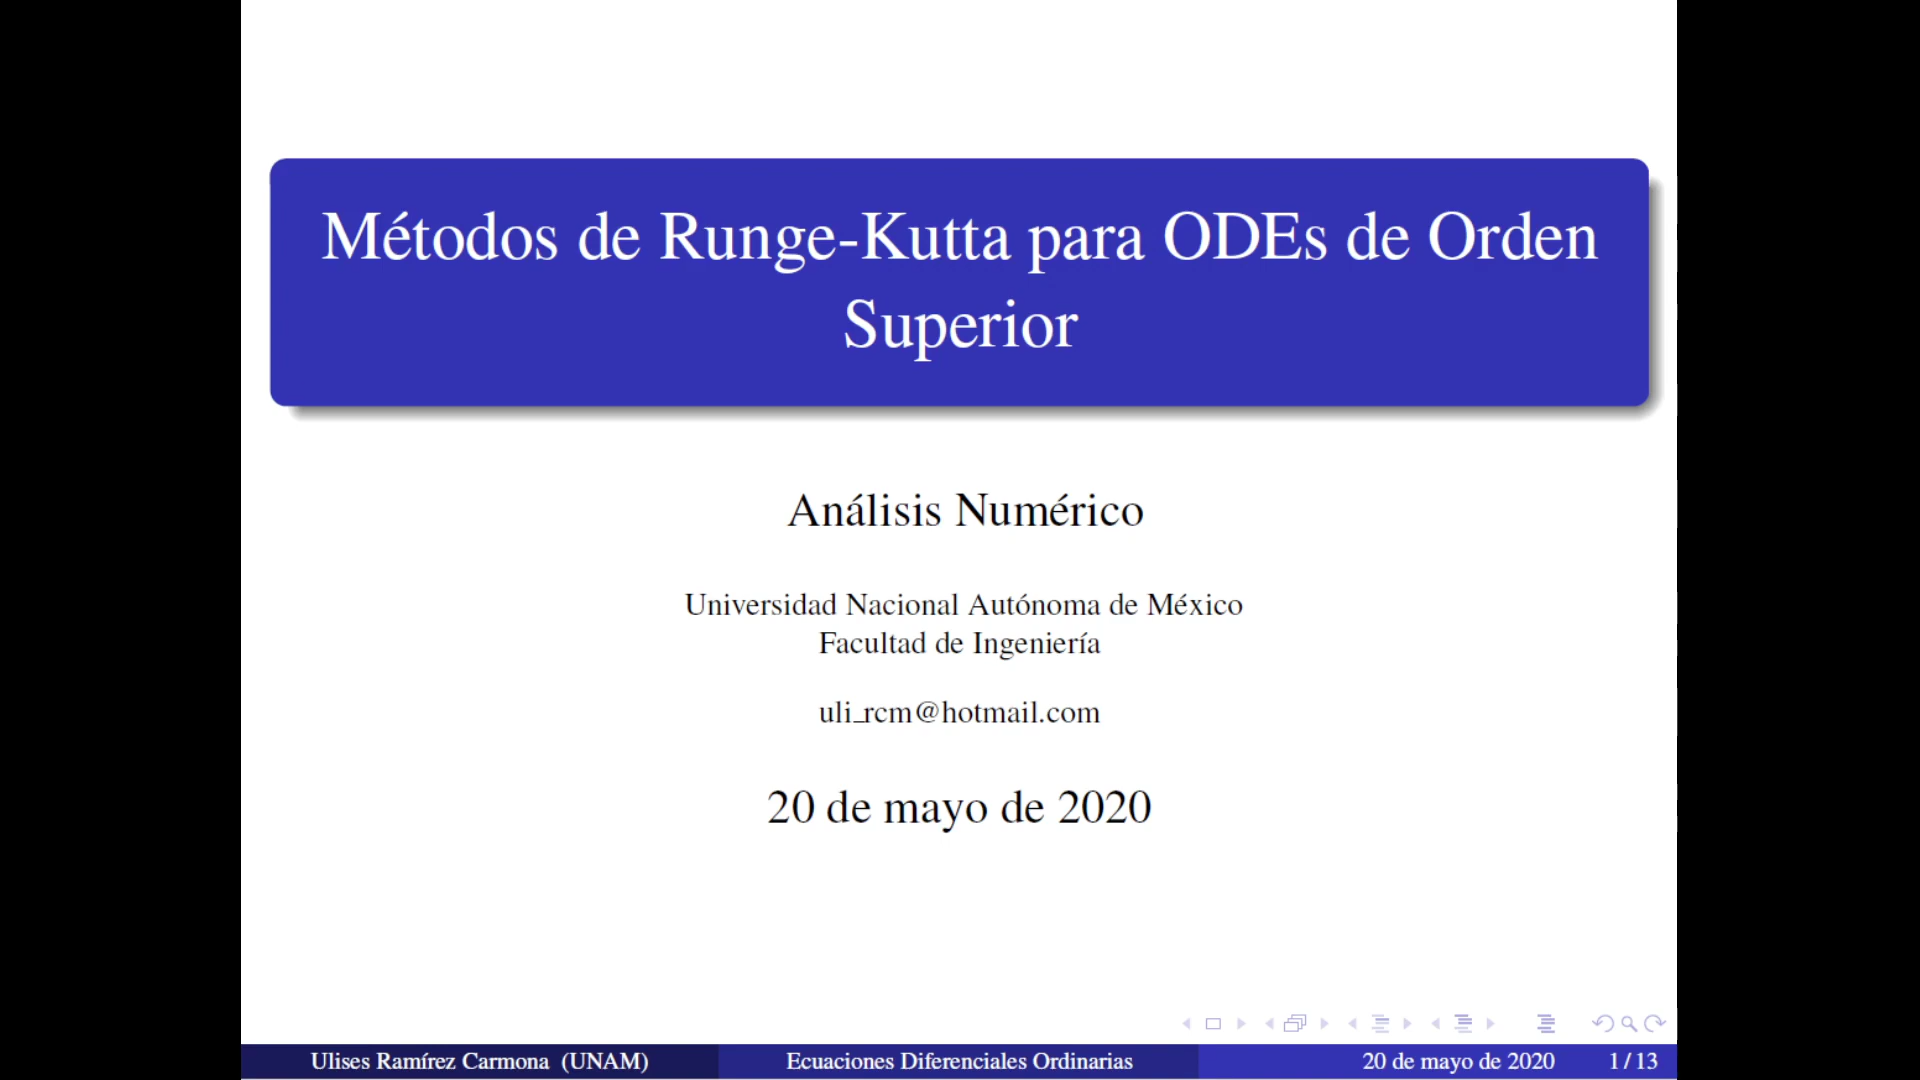 Métodos de Runge-Kutta para ODEs de Orden
Superior
Análisis Numérico
Universidad Nacional Autónoma de México
Facultad de Ingeniería
uli_rcm@hotmail.com
20 de mayo de 2020
Ulises Ramírez Carmona (UNAM) Ecuaciones Diferenciales Ordinarias 20 de mayo de 2020 1 / 13